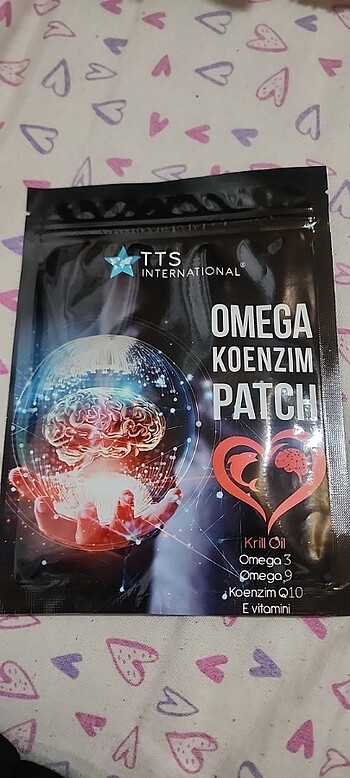 TTS
INTERNATIONAL®
OMEGA
KOENZIM
PATCH
Krill Oil
Omega 3
Omega 9
Koenzim Q10
E vitamini